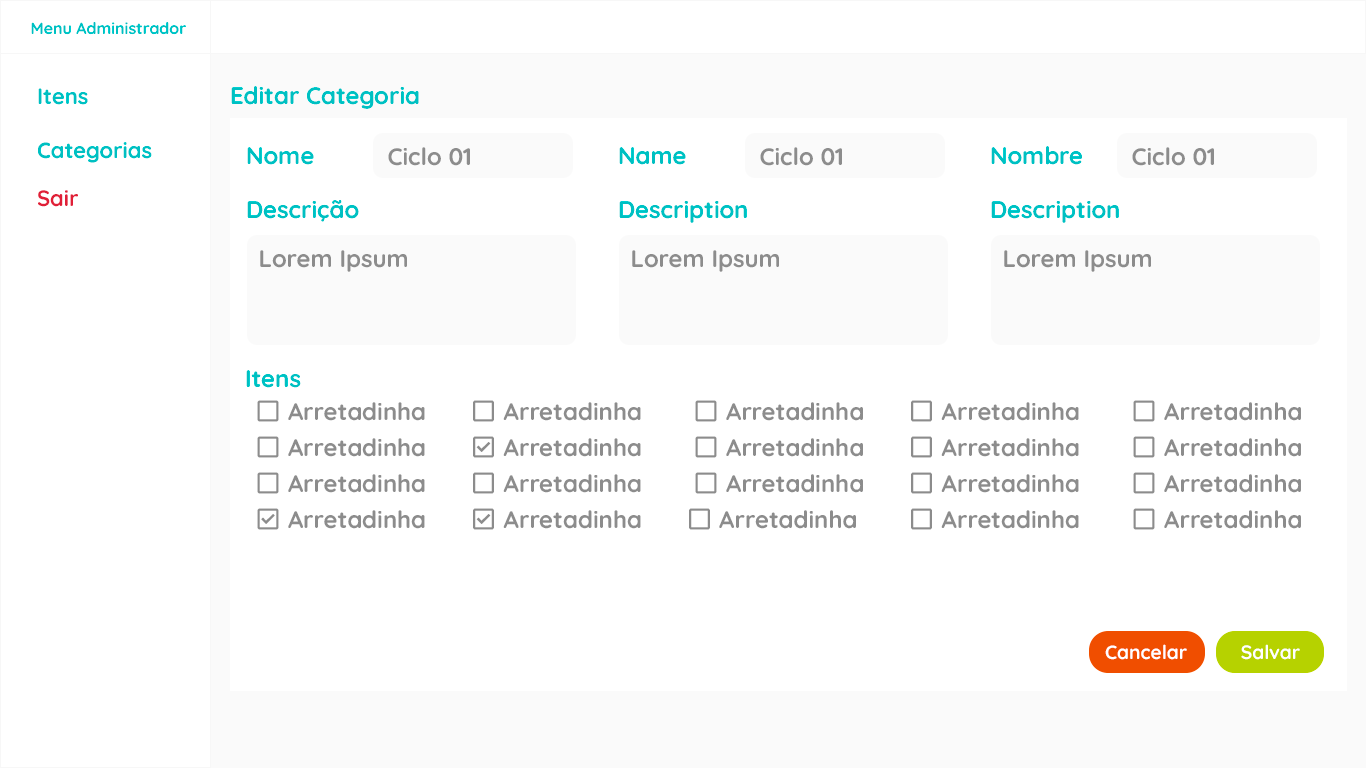 Menu Administrador
Itens
Categorias
Sair
Editar Categoria
Nome Ciclo 01 Name Ciclo 01 Nombre Ciclo 01
Descrição Description Description
Lorem Ipsum Lorem Ipsum Lorem Ipsum
Itens
Arretadinha Arretadinha Arretadinha Arretadinha Arretadinha
Arretadinha Arretadinha Arretadinha Arretadinha Arretadinha
Arretadinha Arretadinha Arretadinha Arretadinha Arretadinha
Arretadinha Arretadinha Arretadinha Arretadinha Arretadinha
Cancelar Salvar